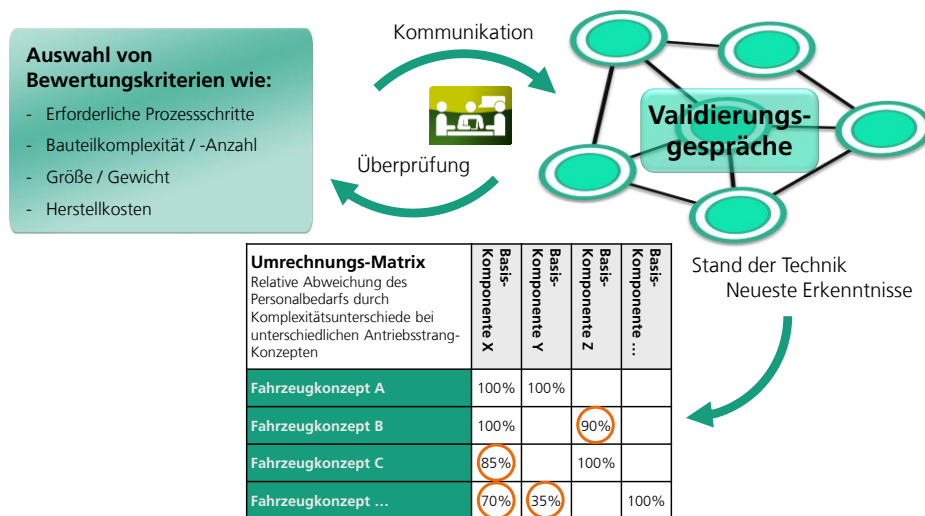 Auswahl von
Bewertungskriterien wie:
- Erforderliche Prozessschritte
- Bauteilkomplexität / -Anzahl
- Größe / Gewicht
- Herstellkosten
Kommunikation
Überprüfung
Validierungs-
gespräche
Stand der Technik
Neueste Erkenntnisse
Umrechnungs-Matrix
Relative Abweichung des
Personalbedarfs durch
Komplexitätsunterschiede bei
unterschiedlichen Antriebsstrang-
Konzepten
Basis-
Komponente X
Basis-
Komponente Y
Basis-
Komponente Z
Basis-
Komponente ...
Fahrzeugkonzept A 100% 100%
Fahrzeugkonzept B 100% 90%
Fahrzeugkonzept C 85% 100%
Fahrzeugkonzept ... 70% 35% 100%